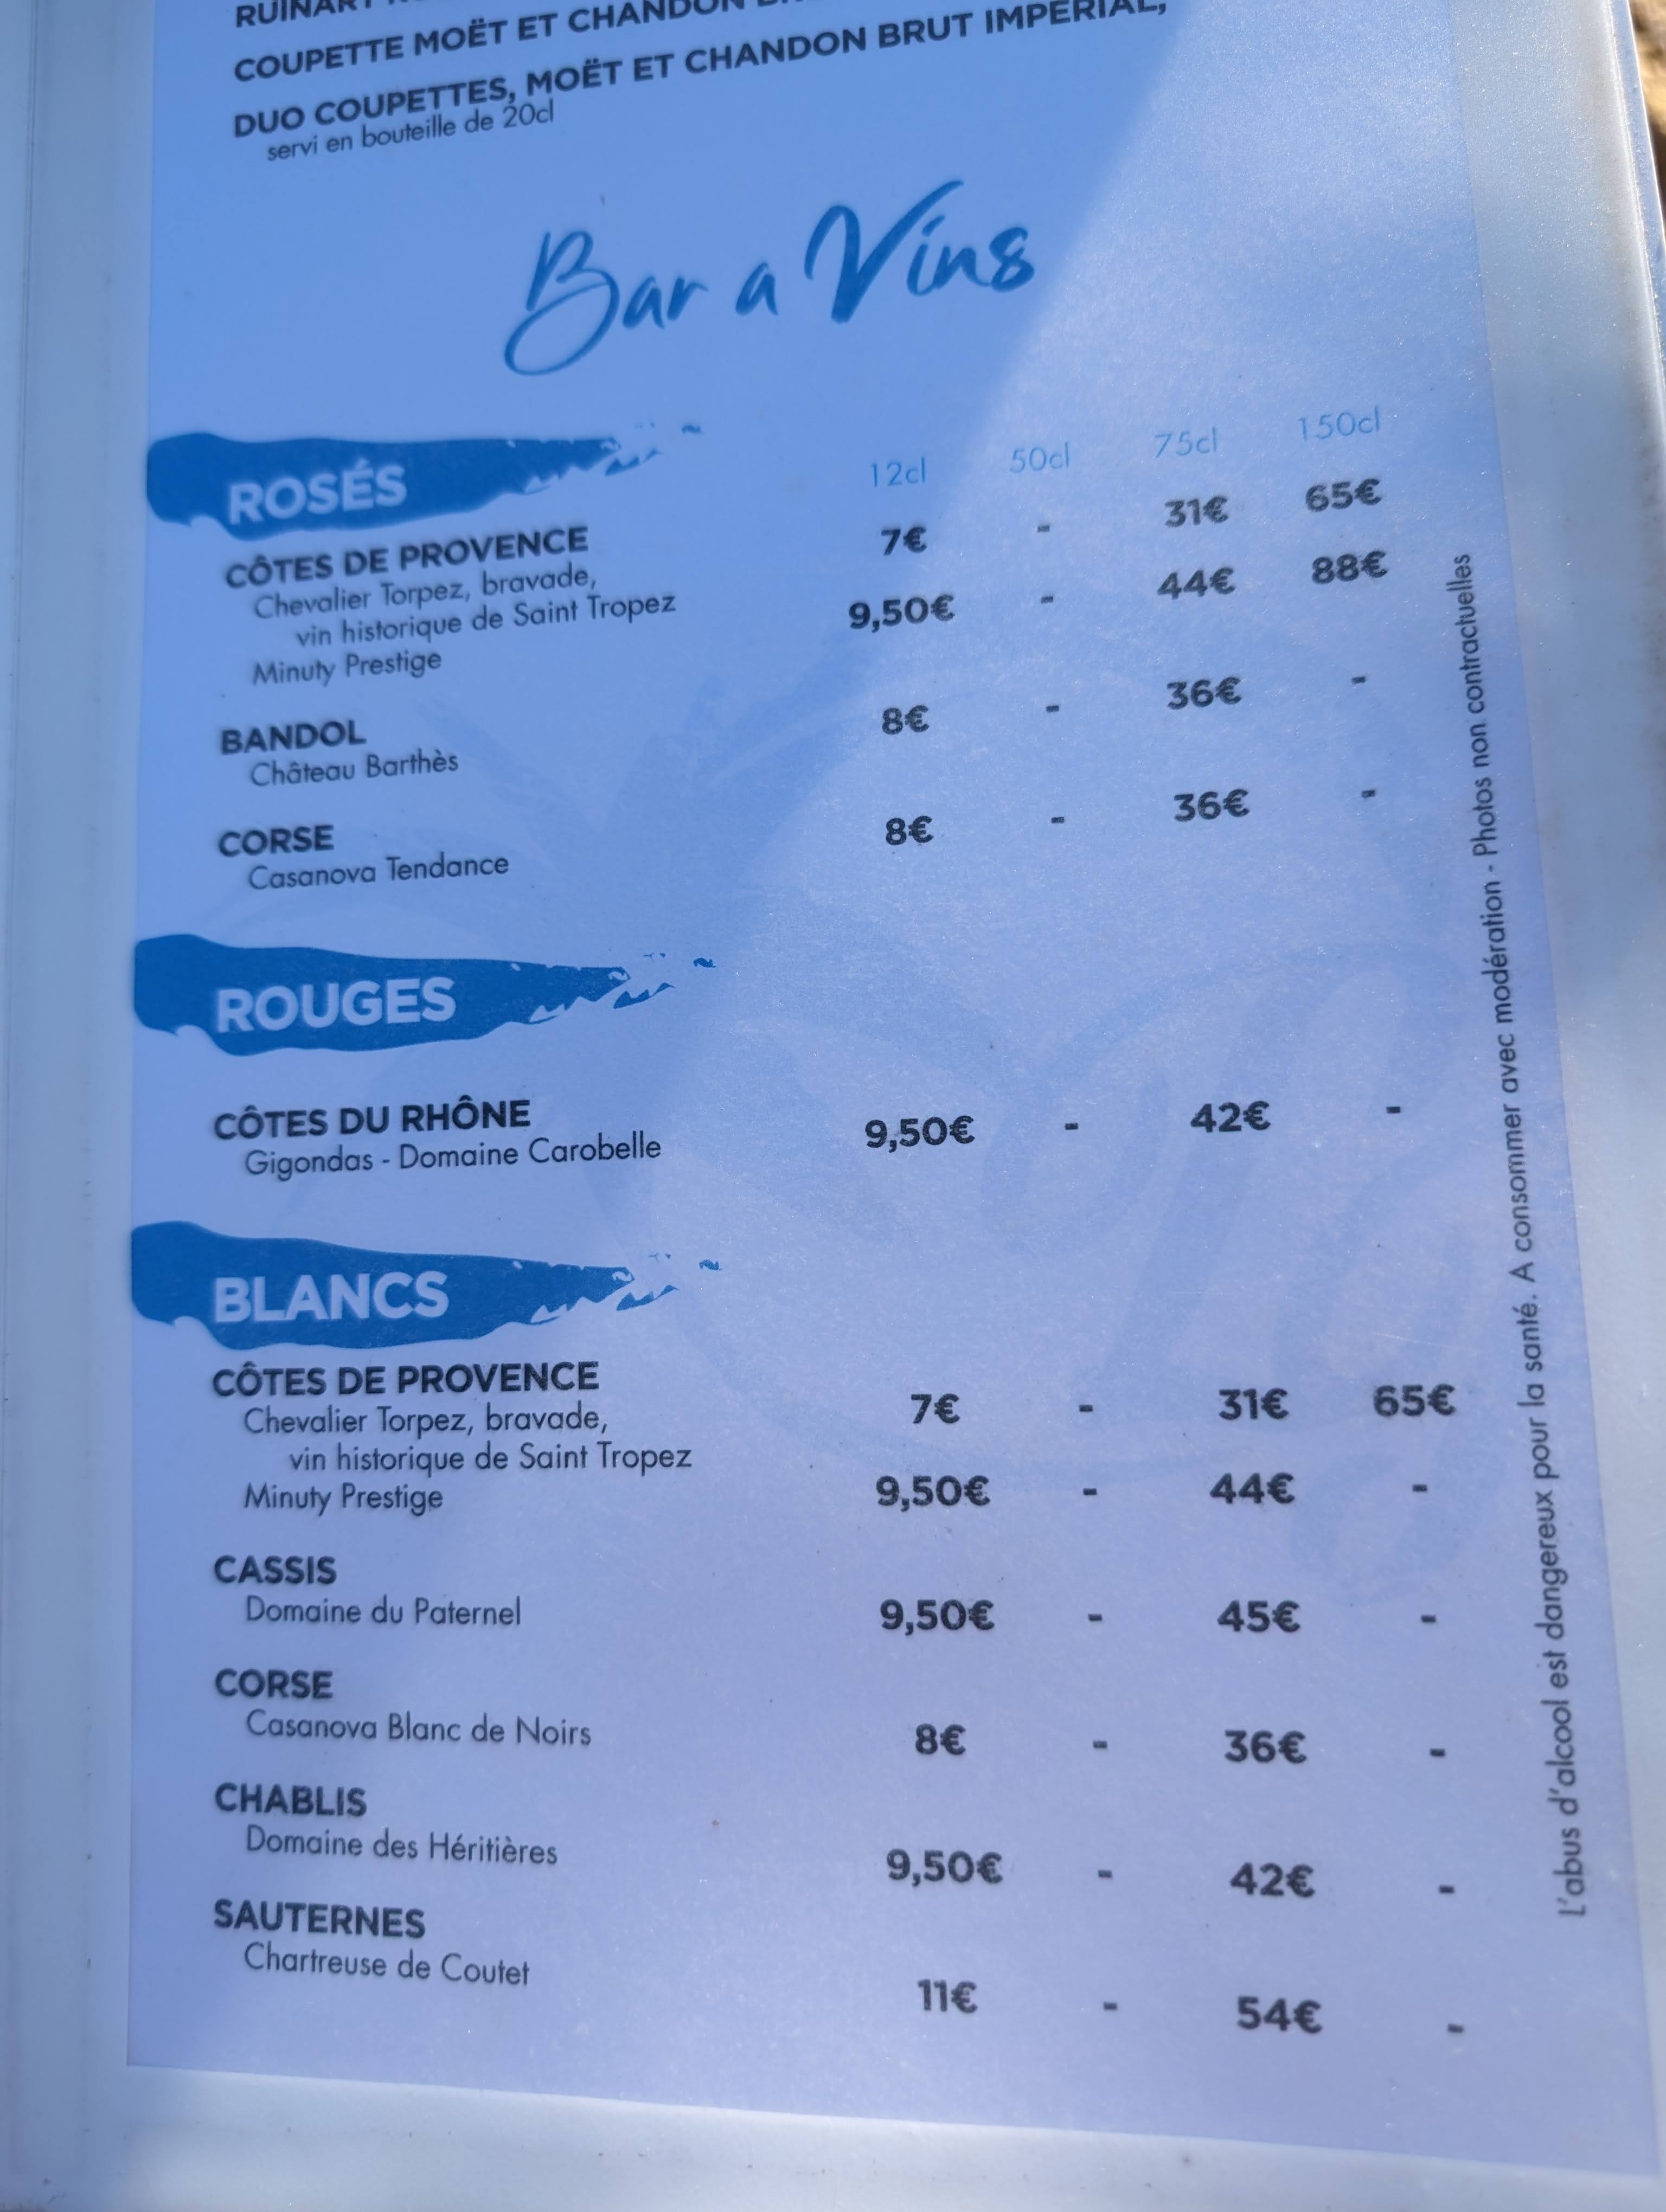 RUINART
COUPETTE MOËT ET CHANDON
DUO COUPETTES, MOËT ET CHANDON BRUT IMPÉRIAL,
servi en bouteille de 20cl
Bar a Vins
ROSÉS 12cl 50cl 75cl 150cl
CÔTES DE PROVENCE
Chevalier Torpez, bravade, 7€ - 31€ 65€
vin historique de Saint Tropez
Minuty Prestige 9,50€ - 44€ 88€
BANDOL
Château Barthès 8€ - 36€ -
CORSE
Casanova Tendance 8€ - 36€ -
ROUGES
CÔTES DU RHÔNE
Gigondas - Domaine Carobelle 9,50€ - 42€ -
BLANCS
CÔTES DE PROVENCE
Chevalier Torpez, bravade, 7€ - 31€ 65€
vin historique de Saint Tropez
Minuty Prestige 9,50€ - 44€ -
CASSIS
Domaine du Paternel 9,50€ - 45€ -
CORSE
Casanova Blanc de Noirs 8€ - 36€ -
CHABLIS
Domaine des Héritières 9,50€ - 42€ -
SAUTERNES
Chartreuse de Coutet 11€ - 54€ -
L'abus d'alcool est dangereux pour la santé. A consommer avec modération - Photos non contractuelles